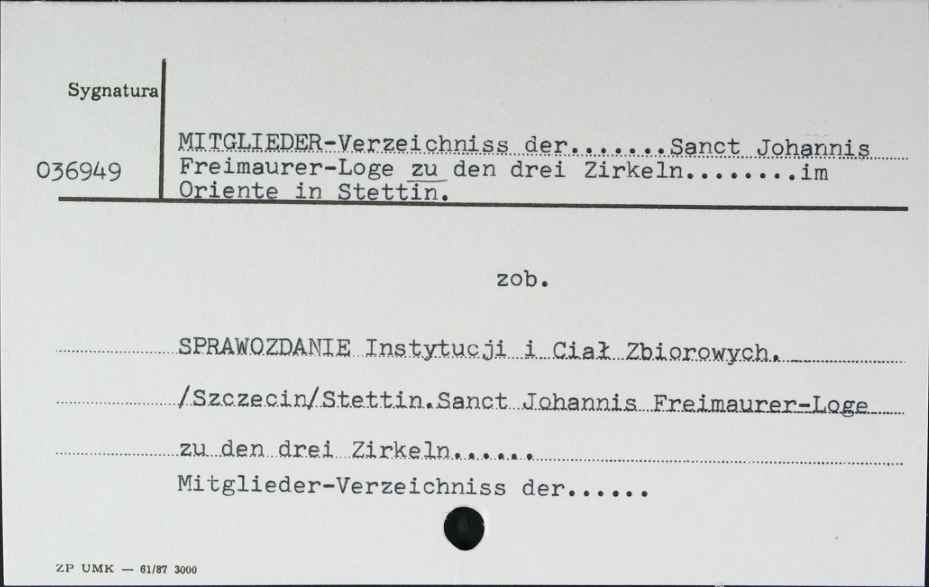 Sygnatura
036949
MITGLIEDER-Verzeichniss der.......Sanct Johannis
Freimaurer-Loge zu den drei Zirkeln........im
Oriente in Stettin.
zob.
SPRAWOZDANIE Instytucji i Ciał Zbiorowych.
/Szczecin/Stettin.Sanct Johannis Freimaurer-Loge
zu den drei Zirkeln......
Mitglieder-Verzeichniss der......
ZP UMK — 61/87 3000